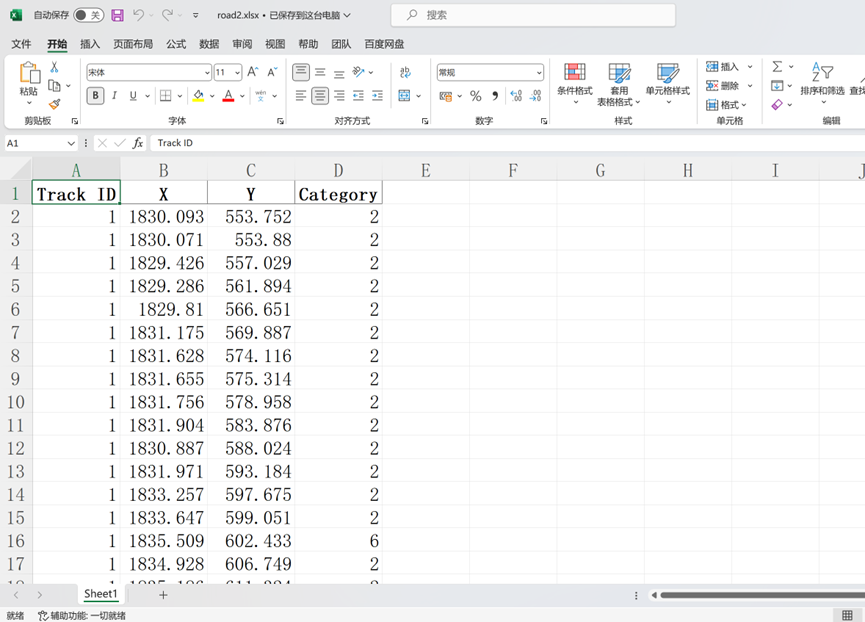 自动保存 关 road2.xlsx • 已保存到这台电脑 搜索
文件 开始 插入 页面布局 公式 数据 审阅 视图 帮助 团队 百度网盘
宋体 11 A A 常规 插入
粘贴 B I U A 条件格式 套用 单元格样式 删除 排序和筛选 查找
表格格式 格式
剪贴板 字体 对齐方式 数字 样式 单元格 编辑
A1 fx Track ID
A B C D E F G H I J
1 Track ID X Y Category
2 1 1830.093 553.752 2
3 1 1830.071 553.88 2
4 1 1829.426 557.029 2
5 1 1829.286 561.894 2
6 1 1829.81 566.651 2
7 1 1831.175 569.887 2
8 1 1831.628 574.116 2
9 1 1831.655 575.314 2
10 1 1831.756 578.958 2
11 1 1831.904 583.876 2
12 1 1830.887 588.024 2
13 1 1831.971 593.184 2
14 1 1833.257 597.675 2
15 1 1833.647 599.051 2
16 1 1835.509 602.433 6
17 1 1834.928 606.749 2
Sheet1
就绪 辅助功能: 一切就绪